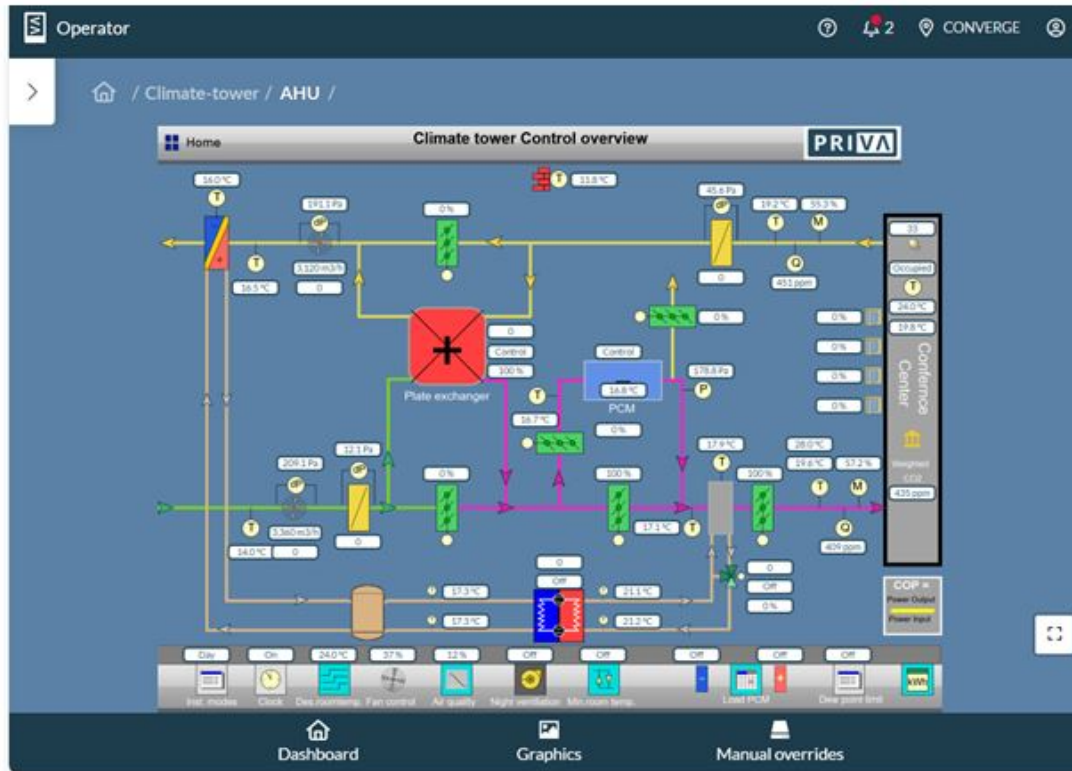 Operator
2
CONVERGE
/ Climate-tower / AHU /
Home
Climate tower Control overview
PRIVA
16.0 °C
T
191.1 Pa
dP
0 %
T
11.8 °C
45.6 Pa
dP
19.2 °C
55.3 %
T
M
T
16.5 °C
3,120 m3/h
0
0
Q
451 ppm
33
Occupied
T
24.0 °C
19.8 °C
Confernce Center
Weighted
CO2
435 ppm
0
Control
100 %
Plate exchanger
0 %
0 %
0 %
0 %
0 %
Control
16.8 °C
PCM
0 %
178.8 Pa
P
T
16.7 °C
209.1 Pa
dP
12.1 Pa
dP
0 %
100 %
17.9 °C
T
100 %
28.0 °C
19.6 °C
57.2 %
T
M
T
14.0 °C
3,360 m3/h
0
0
17.1 °C
T
Q
409 ppm
0
Off
0
Off
0 %
17.3 °C
21.1 °C
17.3 °C
21.2 °C
COP =
Power Output
Power Input
Day
On
24.0 °C
37 %
12 %
Off
Off
Off
Off
Off
Inst. modes
Clock
Des.roomtemp.
Fan control
Air quality
Night ventilation
Min.room temp.
Load PCM
Dew point limit
kWh
Dashboard
Graphics
Manual overrides